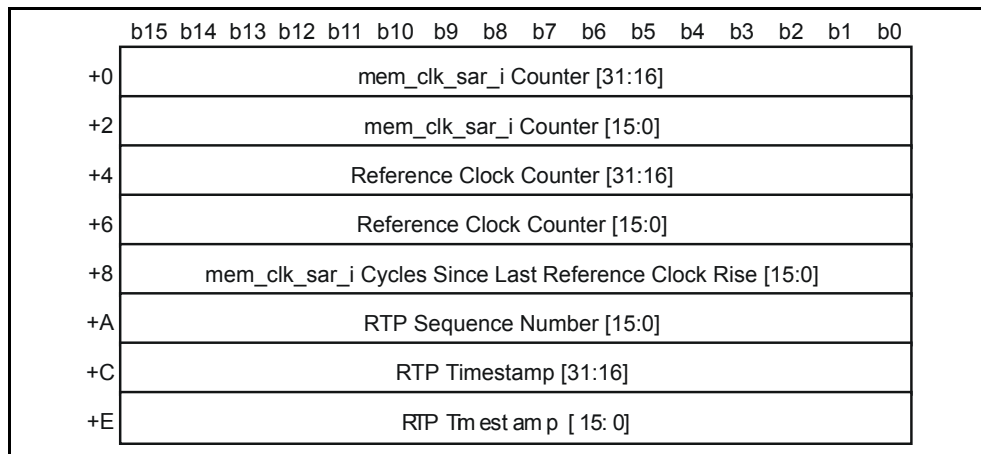 b15 b14 b13 b12 b11 b10 b9 b8 b7 b6 b5 b4 b3 b2 b1 b0
+0 mem_clk_sar_i Counter [31:16]
+2 mem_clk_sar_i Counter [15:0]
+4 Reference Clock Counter [31:16]
+6 Reference Clock Counter [15:0]
+8 mem_clk_sar_i Cycles Since Last Reference Clock Rise [15:0]
+A RTP Sequence Number [15:0]
+C RTP Timestamp [31:16]
+E RTP Tm est am p [ 15: 0]